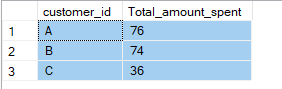 customer_id Total_amount_spent
1 A 76
2 B 74
3 C 36